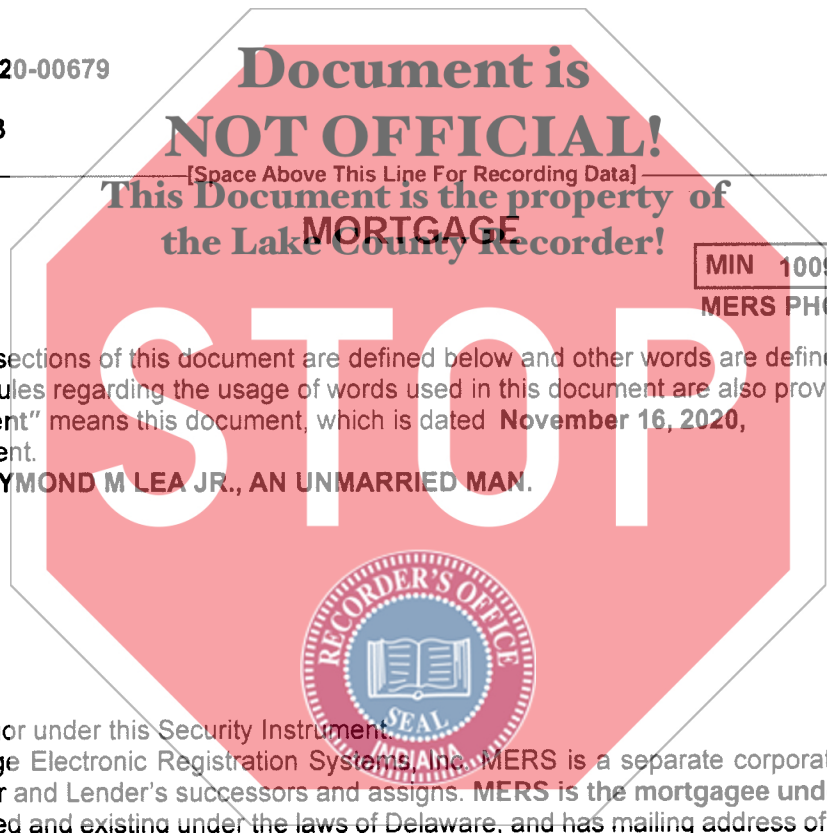 20-00679
Document is
NOT OFFICIAL!
[Space Above This Line For Recording Data]
This Document is the property of
MORTGAGE
the Lake County Recorder!
MIN 1009
MERS PHO
STOP
sections of this document are defined below and other words are define
ules regarding the usage of words used in this document are also prov
ent" means this document, which is dated November 16, 2020,
ent.
YMOND M LEA JR., AN UNMARRIED MAN.
RECORDER'S OFFICE
SEAL
INDIANA
or under this Security Instrument.
ge Electronic Registration Systems, Inc. MERS is a separate corporat
r and Lender's successors and assigns. MERS is the mortgagee und
ed and existing under the laws of Delaware, and has mailing address of